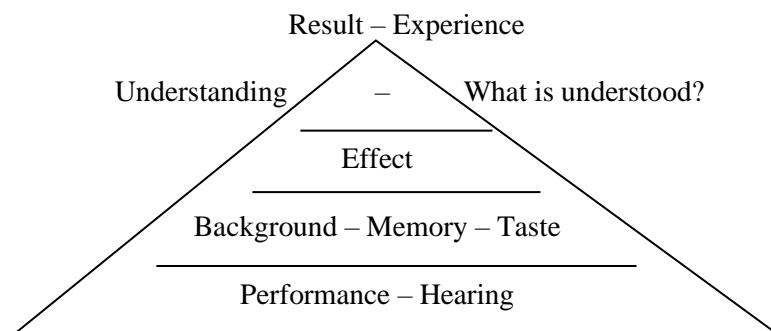 Result – Experience
Understanding – What is understood?
Effect
Background – Memory – Taste
Performance – Hearing